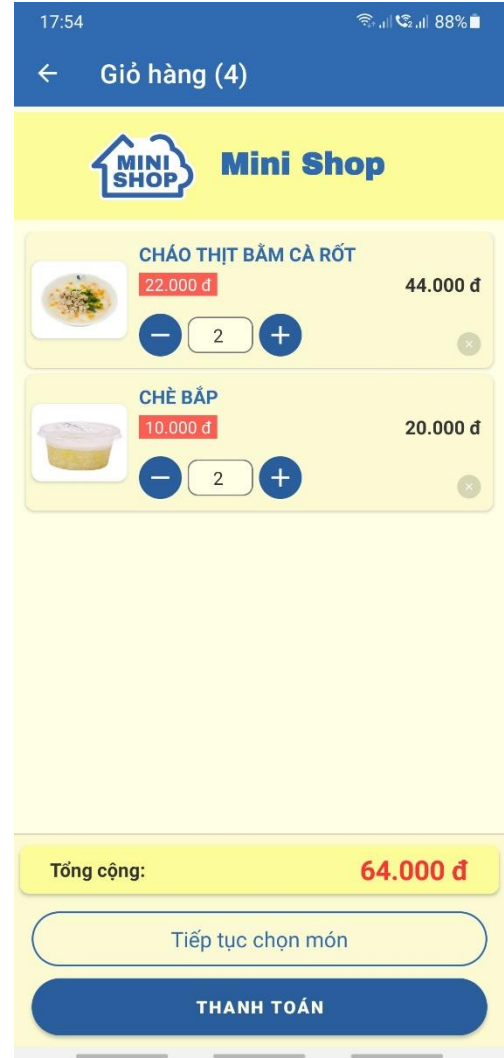 17:54
88%
Giỏ hàng (4)
MINI
SHOP
Mini Shop
CHÁO THỊT BẰM CÀ RỐT
22.000 đ
44.000 đ
2
CHÈ BẮP
10.000 đ
20.000 đ
2
Tổng cộng:
64.000 đ
Tiếp tục chọn món
THANH TOÁN